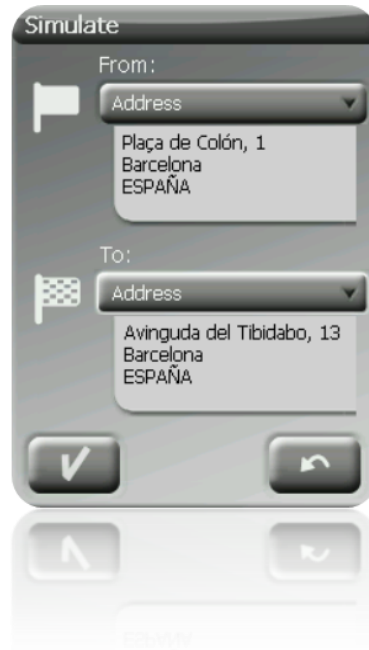 Simulate
From:
Address
Plaça de Colón, 1
Barcelona
ESPAÑA
To:
Address
Avinguda del Tibidabo, 13
Barcelona
ESPAÑA